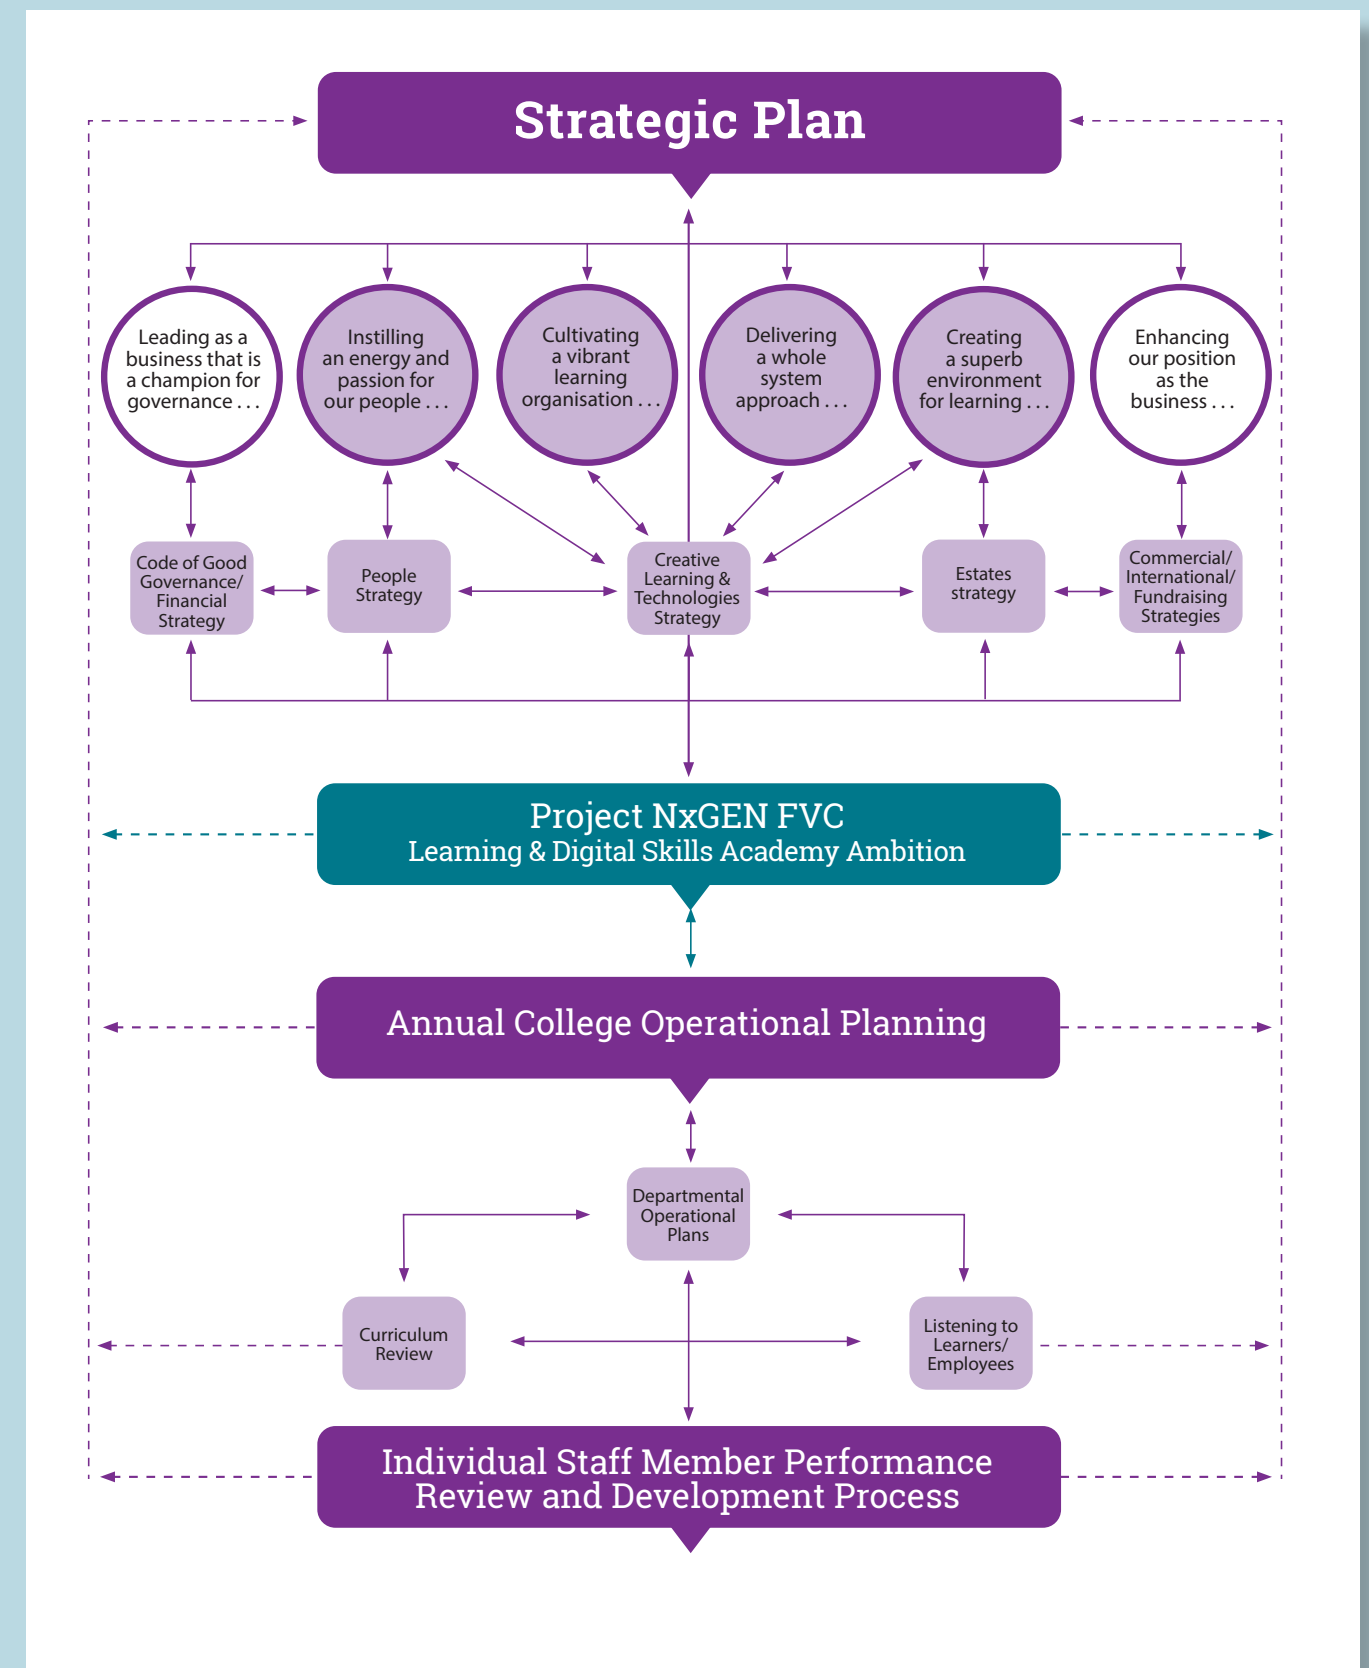 Strategic Plan
Leading as a
business that is
a champion for
governance . . .
Instilling
an energy and
passion for
our people . . .
Cultivating
a vibrant
learning
organisation . . .
Delivering
a whole
system
approach . . .
Creating
a superb
environment
for learning . . .
Enhancing
our position
as the
business . . .
Code of Good
Governance/
Financial
Strategy
People
Strategy
Creative
Learning &
Technologies
Strategy
Estates
strategy
Commercial/
International/
Fundraising
Strategies
Project NxGEN FVC
Learning & Digital Skills Academy Ambition
Annual College Operational Planning
Departmental
Operational
Plans
Curriculum
Review
Listening to
Learners/
Employees
Individual Staff Member Performance
Review and Development Process